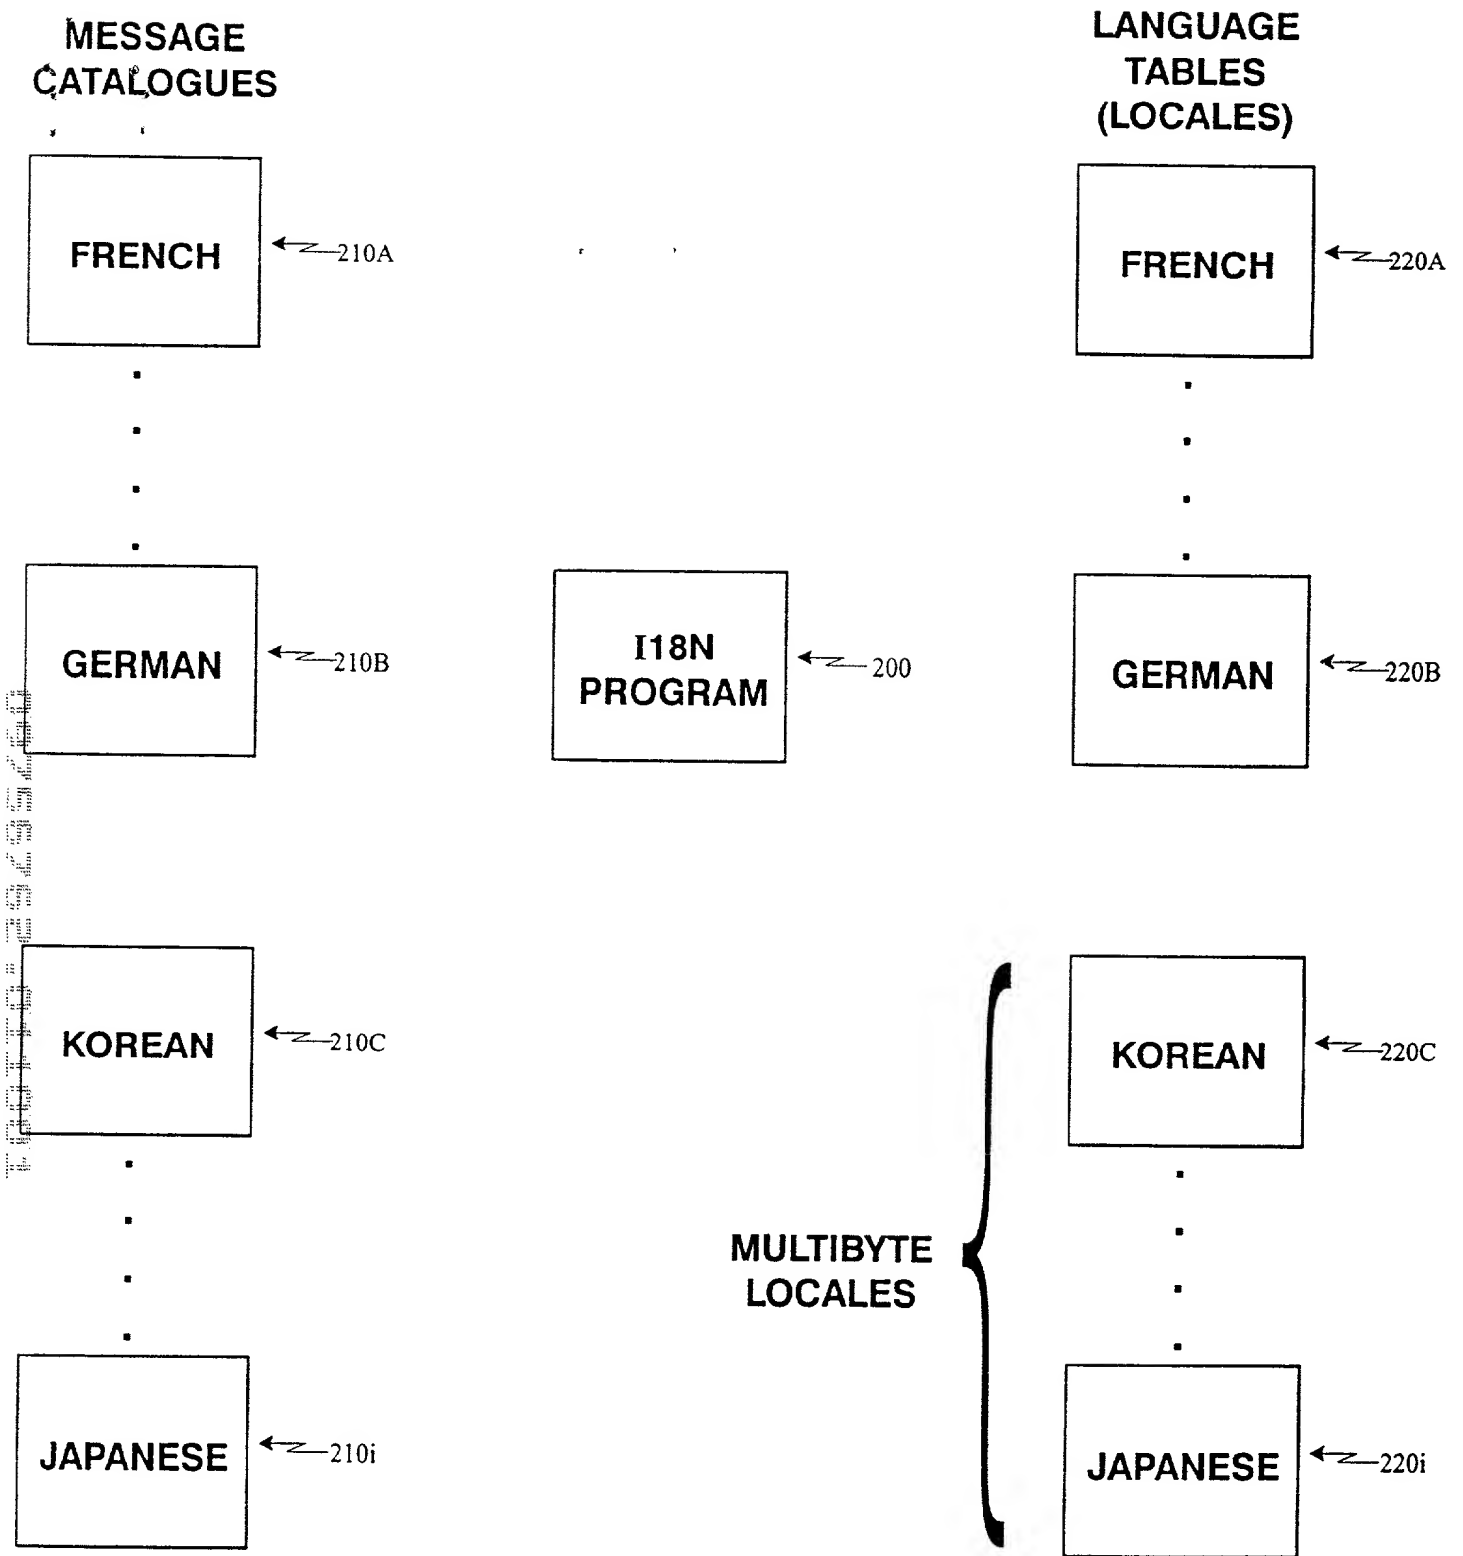 MESSAGE
CATALOGUES
LANGUAGE
TABLES
(LOCALES)
FRENCH
210A
FRENCH
220A
GERMAN
210B
I18N
PROGRAM
200
GERMAN
220B
KOREAN
210C
KOREAN
220C
MULTIBYTE
LOCALES
JAPANESE
210i
JAPANESE
220i